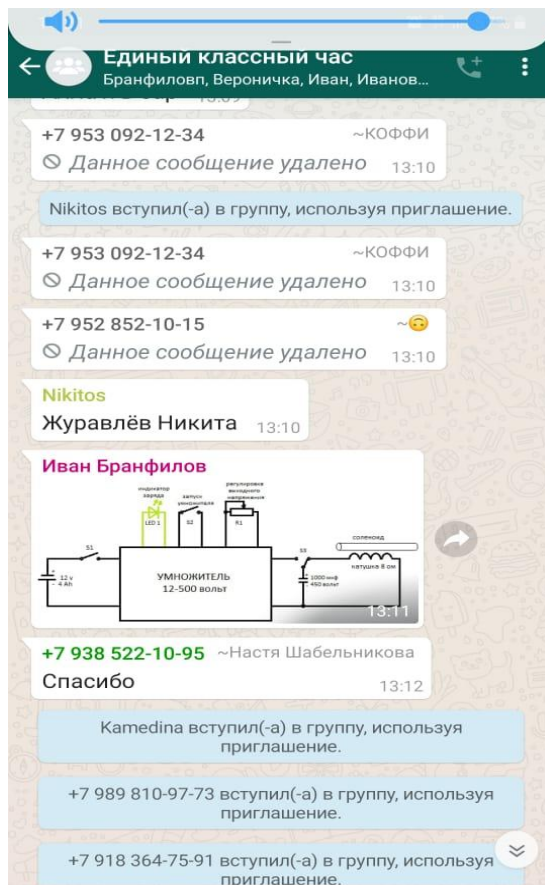 Единый классный час
Бранфиловп, Вероничка, Иван, Иванов...
+7 953 092-12-34 ~КОФФИ
Данное сообщение удалено 13:10
Nikitos вступил(-а) в группу, используя приглашение.
+7 953 092-12-34 ~КОФФИ
Данное сообщение удалено 13:10
+7 952 852-10-15 ~🙃
Данное сообщение удалено 13:10
Nikitos
Журавлёв Никита 13:10
Иван Бранфилов
индикатор
заряда
запуск
умножителя
регулировка
выходного
напряжения
LED 1
S2
R1
соленоид
S1
S3
катушка 8 ом
12 v
4 Ah
УМНОЖИТЕЛЬ
12-500 вольт
1000 мкф
450 вольт
13:11
+7 938 522-10-95 ~Настя Шабельникова
Спасибо 13:12
Kamedina вступил(-а) в группу, используя
приглашение.
+7 989 810-97-73 вступил(-а) в группу, используя
приглашение.
+7 918 364-75-91 вступил(-а) в группу, используя
приглашение.